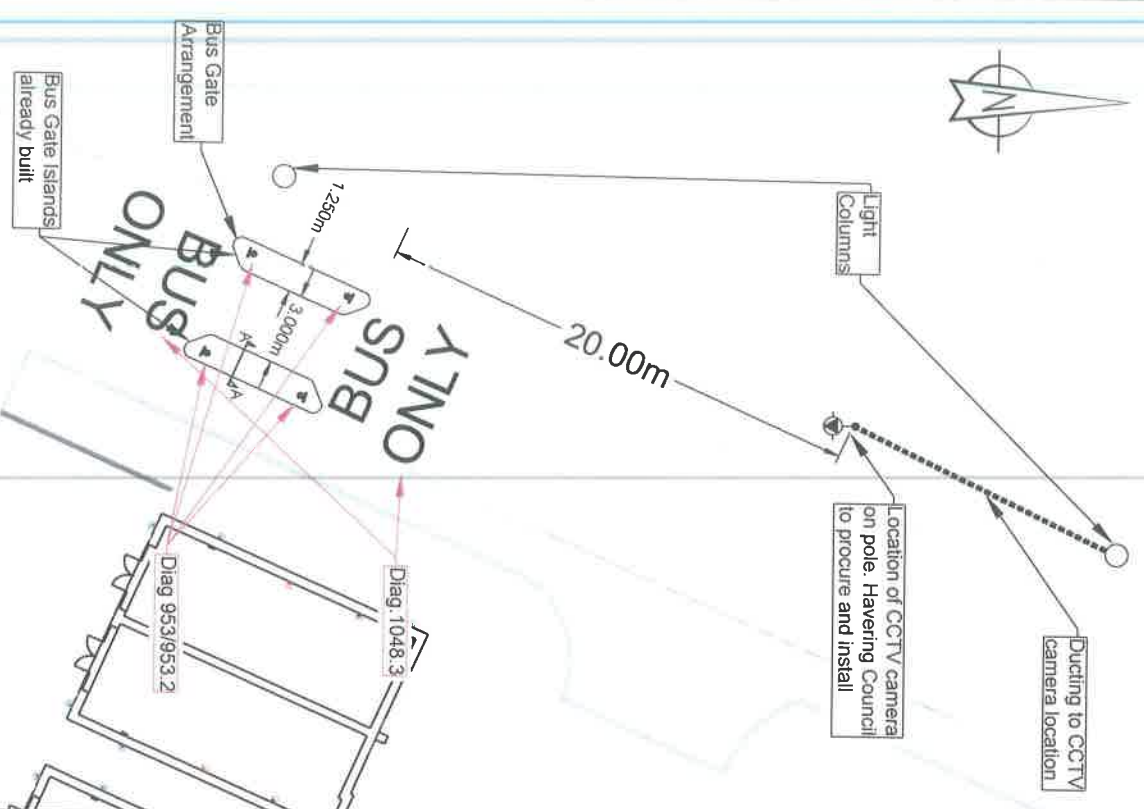 N
Bus Gate
Arrangement
Bus Gate Islands
already built
Light
Columns
1.250m
3.000m
A
A
20.00m
BUS
ONLY
BUS
ONLY
Location of CCTV camera
on pole. Havering Council
to procure and install
Ducting to CCTV
camera location
Diag.1048.3
Diag 953/953.2